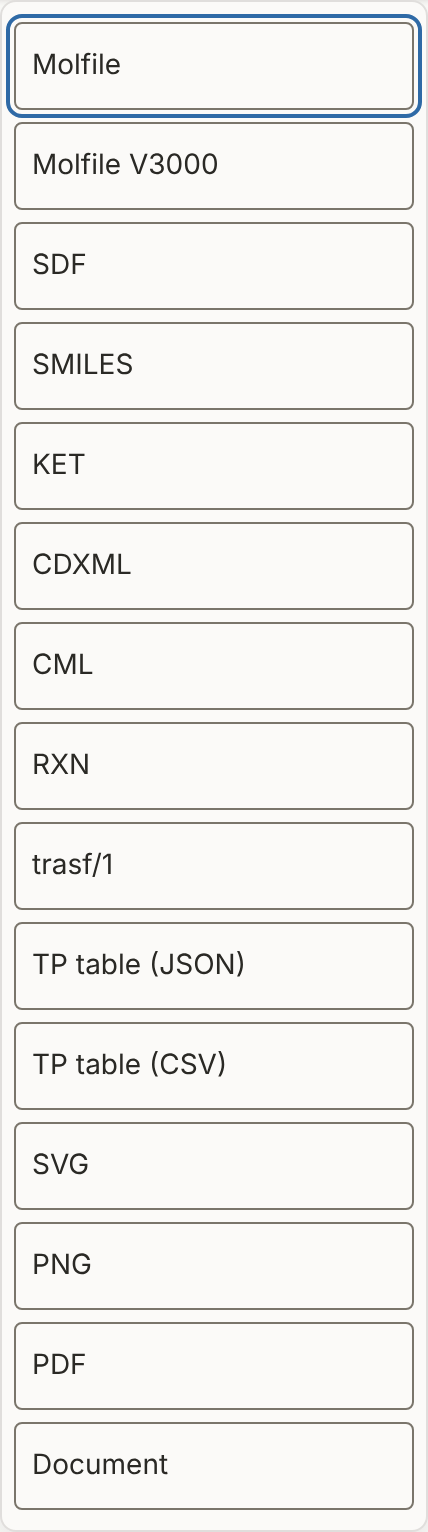 Molfile
Molfile V3000
SDF
SMILES
KET
CDXML
CML
RXN
trasf/1
TP table (JSON)
TP table (CSV)
SVG
PNG
PDF
Document